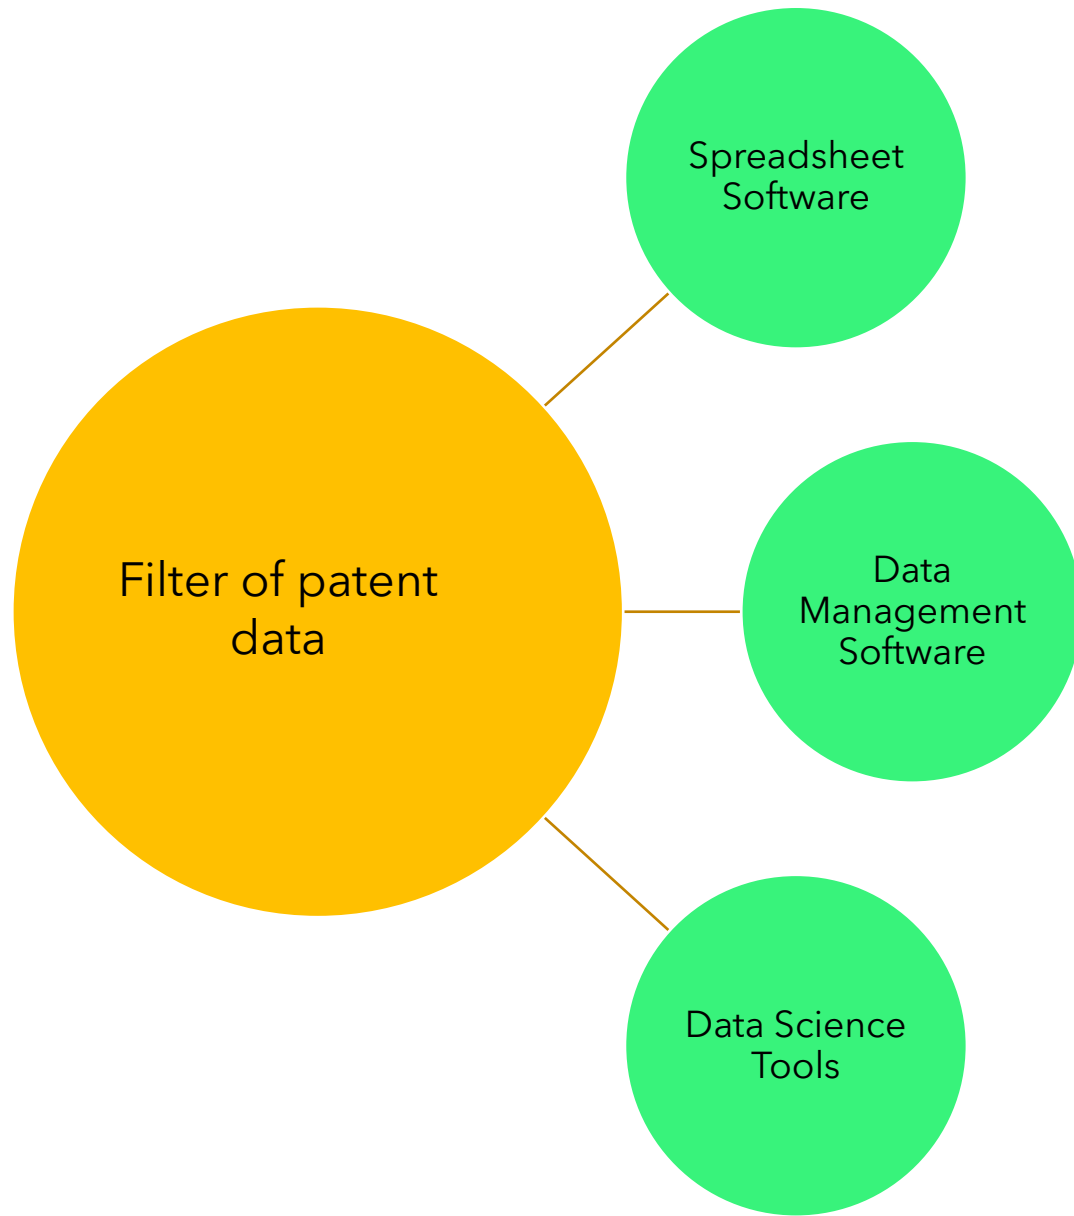 Spreadsheet
Software
Filter of patent
data
Data
Management
Software
Data Science
Tools